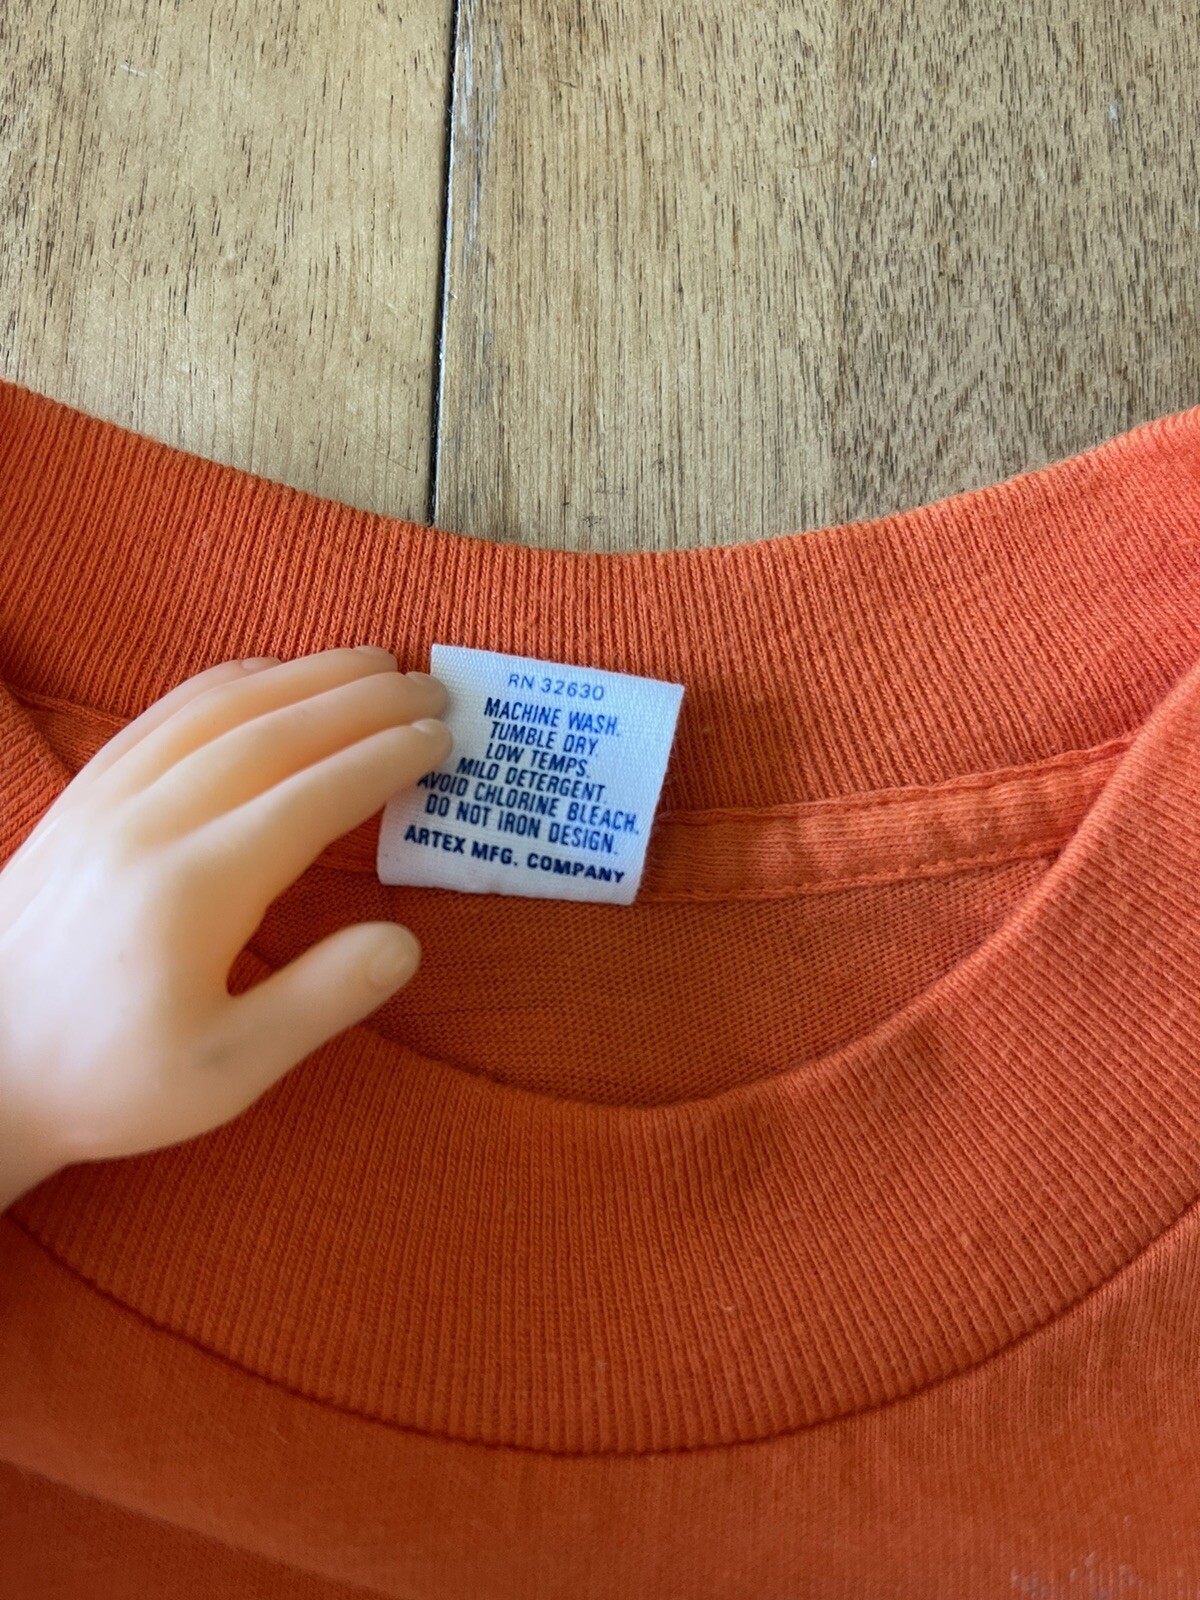 RN 32630
MACHINE WASH.
TUMBLE DRY.
LOW TEMPS.
MILD DETERGENT.
AVOID CHLORINE BLEACH.
DO NOT IRON DESIGN.
ARTEX MFG. COMPANY